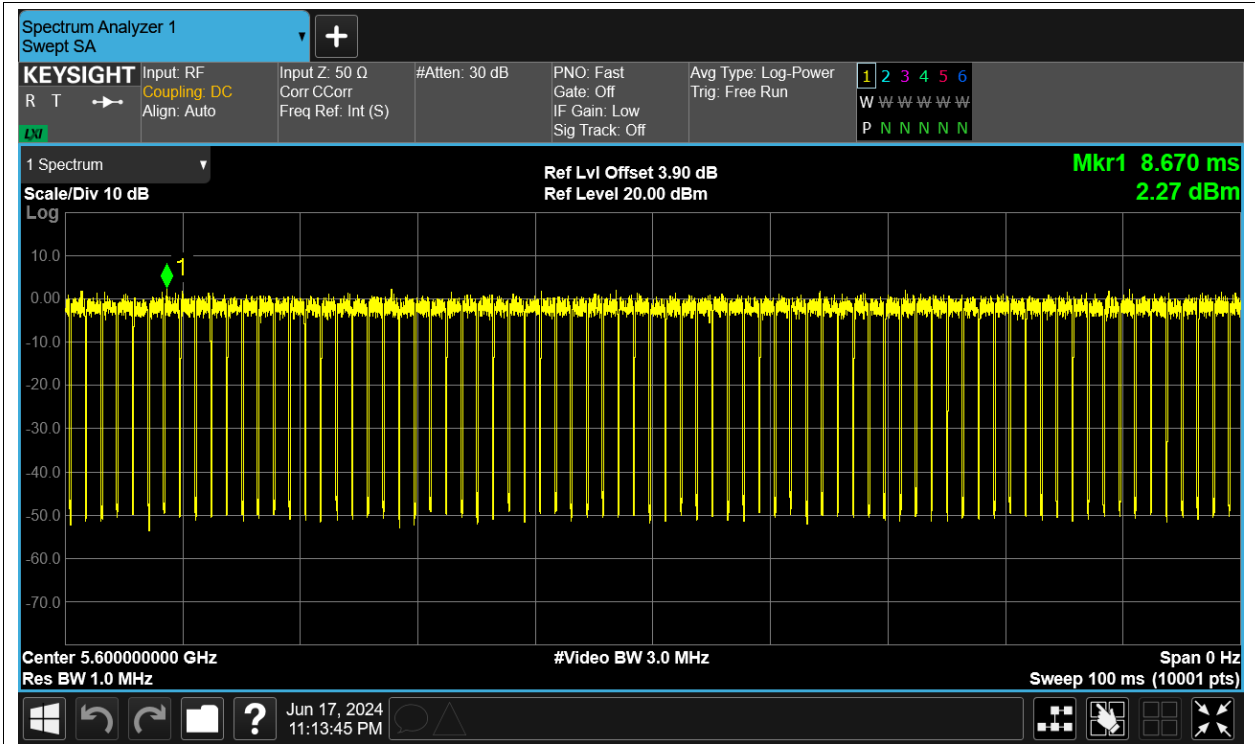 Spectrum Analyzer 1
Swept SA
+
KEYSIGHT
R T
LXI
Input: RF
Coupling: DC
Align: Auto
Input Z: 50 Ω
Corr CCorr
Freq Ref: Int (S)
#Atten: 30 dB
PNO: Fast
Gate: Off
IF Gain: Low
Sig Track: Off
Avg Type: Log-Power
Trig: Free Run
1 2 3 4 5 6
W W W W W W
P N N N N N
1 Spectrum
Scale/Div 10 dB
Ref Lvl Offset 3.90 dB
Ref Level 20.00 dBm
Mkr1 8.670 ms
2.27 dBm
Log
10.0
1
0.00
-10.0
-20.0
-30.0
-40.0
-50.0
-60.0
-70.0
Center 5.600000000 GHz
Res BW 1.0 MHz
#Video BW 3.0 MHz
Span 0 Hz
Sweep 100 ms (10001 pts)
?
Jun 17, 2024
11:13:45 PM